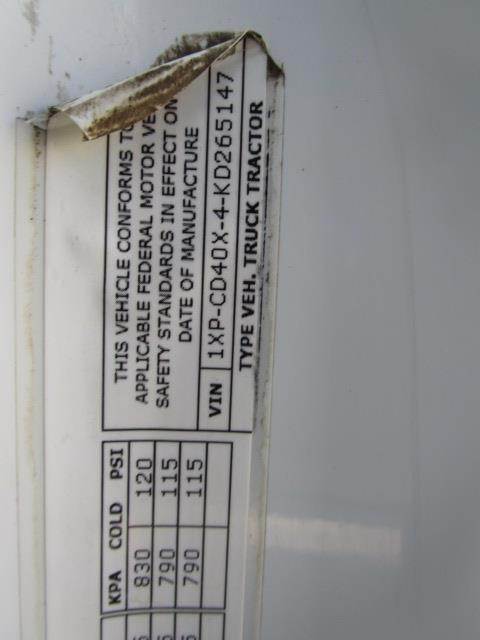 THIS VEHICLE CONFORMS TO
APPLICABLE FEDERAL MOTOR
SAFETY STANDARDS IN EFFECT ON
DATE OF MANUFACTURE
VIN 1XP-CD40X-4-KD265147
TYPE VEH. TRUCK TRACTOR
KPA COLD PSI
830 120
790 115
790 115